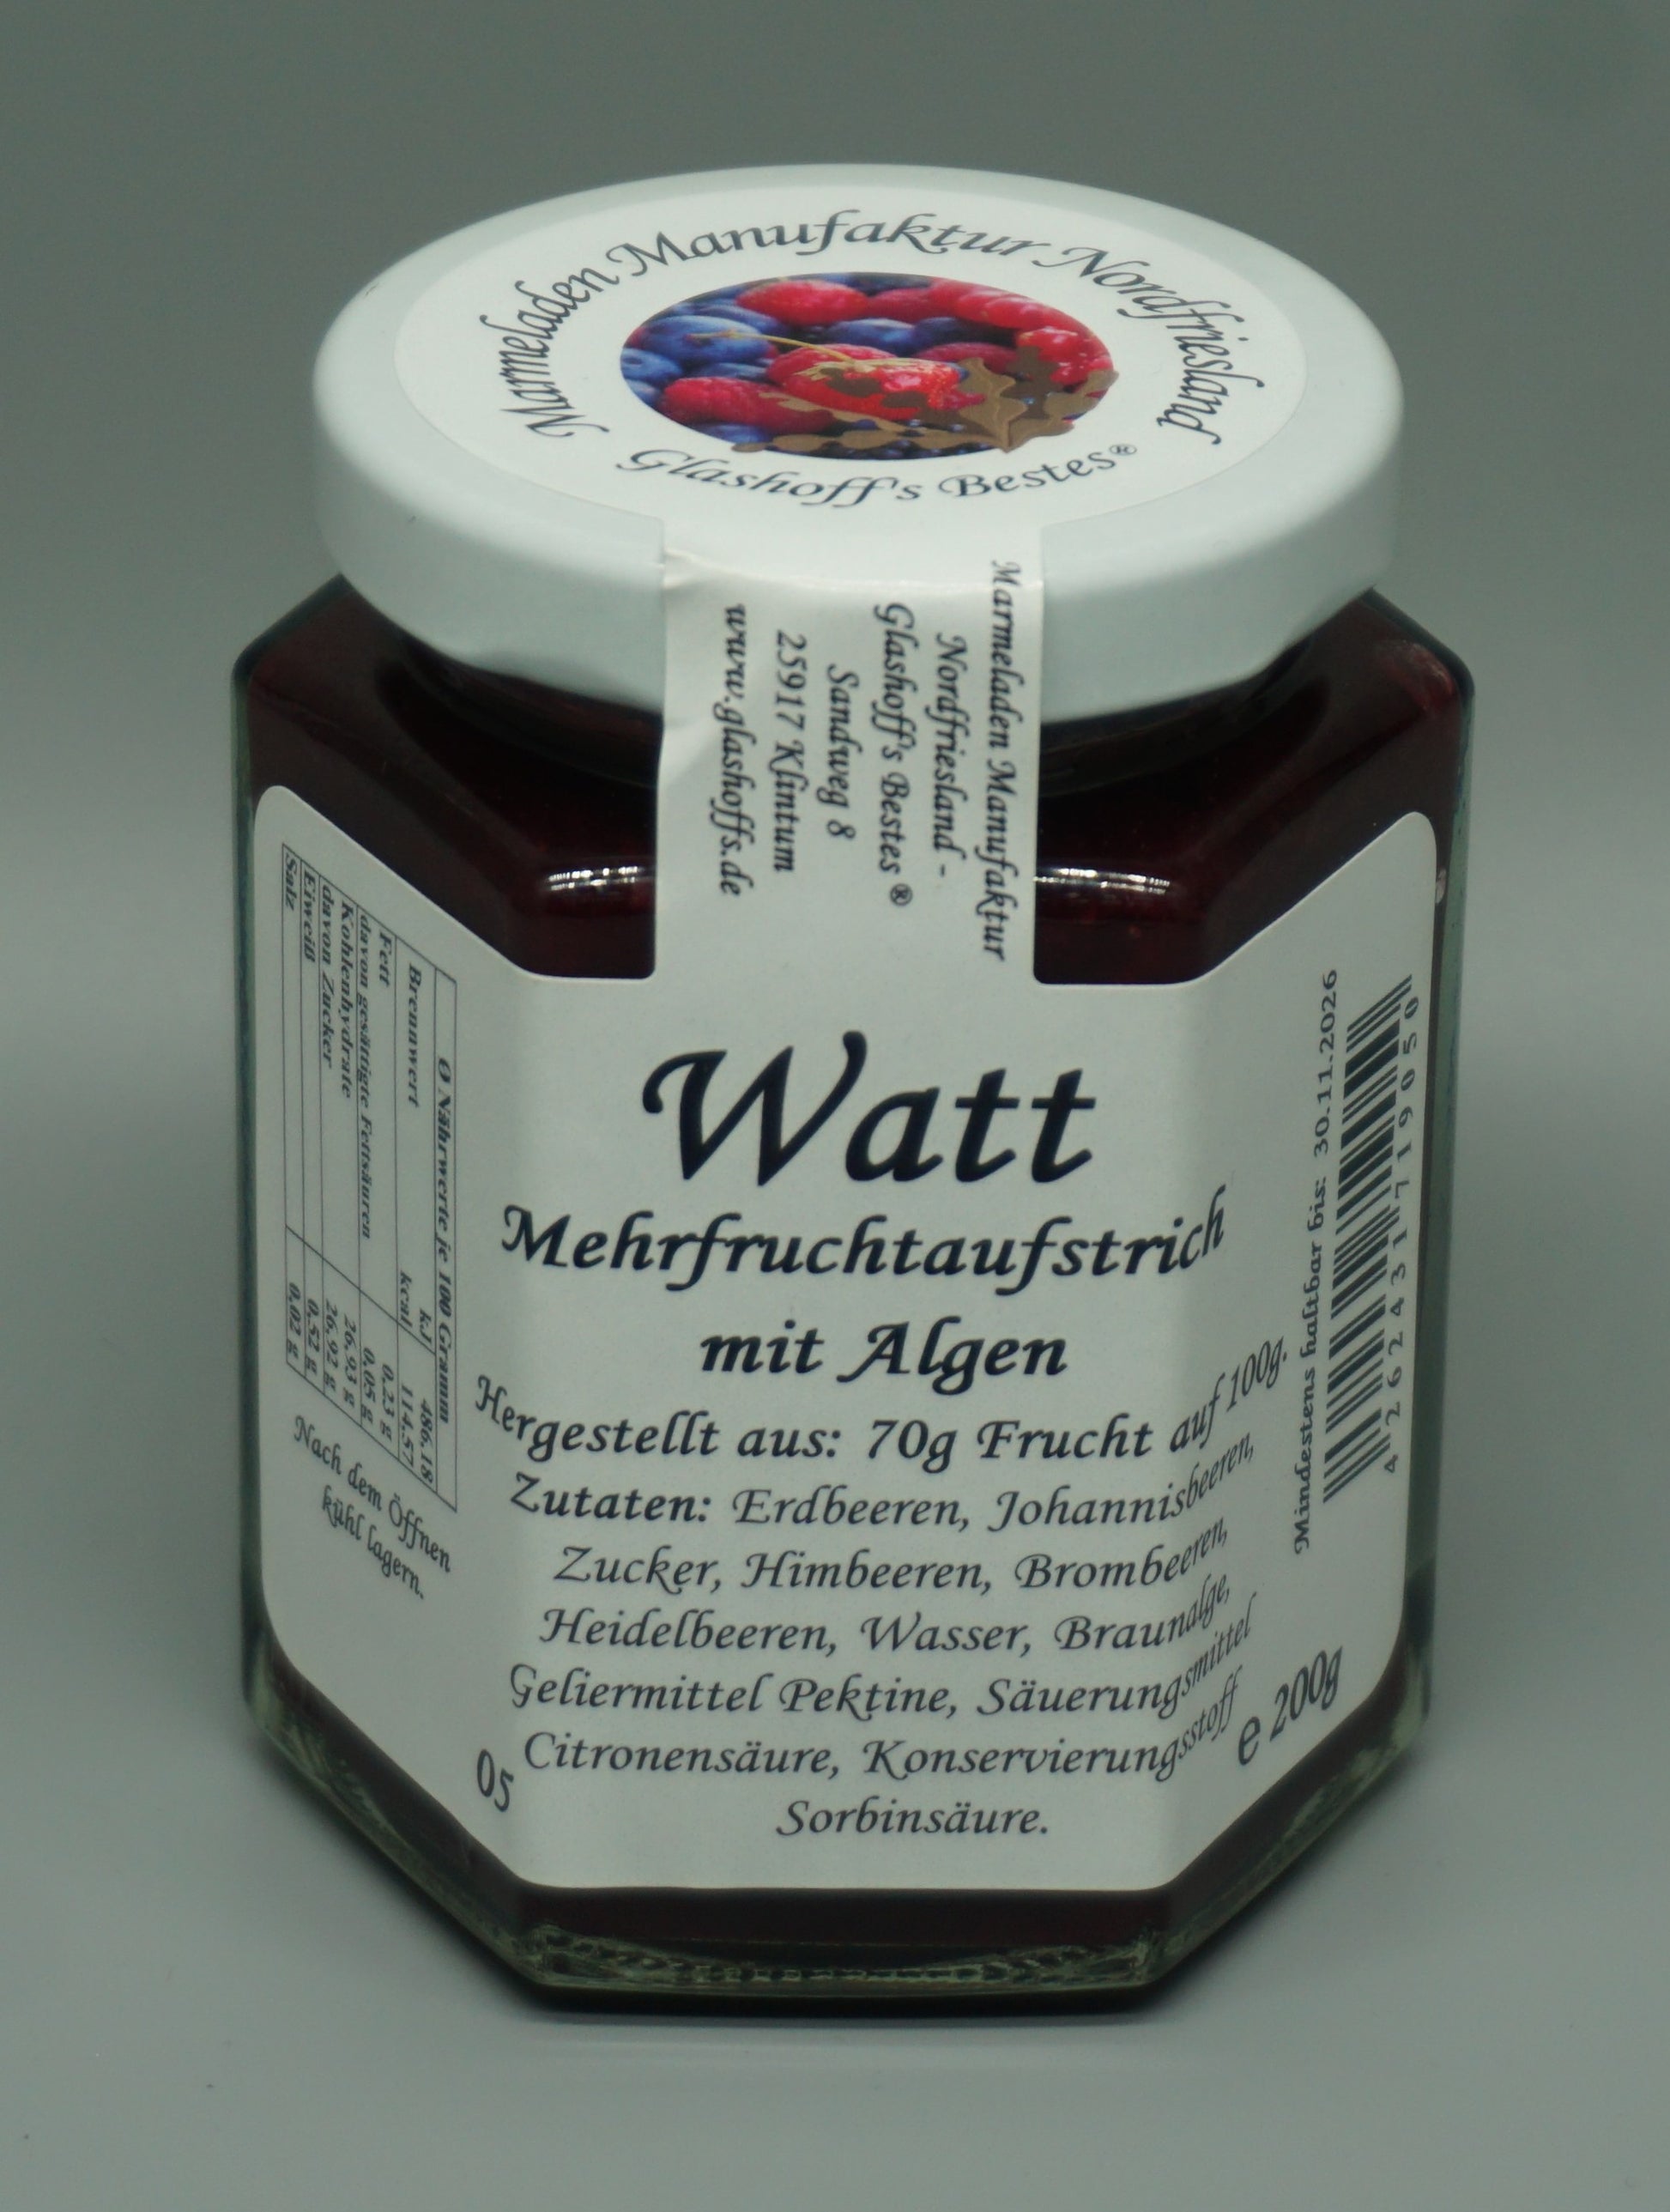 Marmeladen Manufaktur Nordfriesland
Glashoff's Bestes®
Marmeladen Manufaktur
Nordfriesland -
Glashoff's Bestes ®
Sandweg 8
25917 Klintum
www.glashoffs.de
Watt
Mehrfruchtaufstrich
mit Algen
Hergestellt aus: 70g Frucht auf 100g.
Zutaten: Erdbeeren, Johannisbeeren,
Zucker, Himbeeren, Brombeeren,
Heidelbeeren, Wasser, Braunalge,
Geliermittel Pektine, Säuerungsmittel
Citronensäure, Konservierungsstoff
Sorbinsäure.
05
e 200g
Ø Nährwerte je 100 Gramm
Brennwert kJ 486,18
kcal 114,57
Fett 0,23 g
davon gesättigte Fettsäuren 0,05 g
Kohlenhydrate 26,93 g
davon Zucker 26,92 g
Eiweiß 0,52 g
Salz 0,02 g
Nach dem Öffnen
kühl lagern.
Mindestens haltbar bis: 30.11.2026
4262431719050